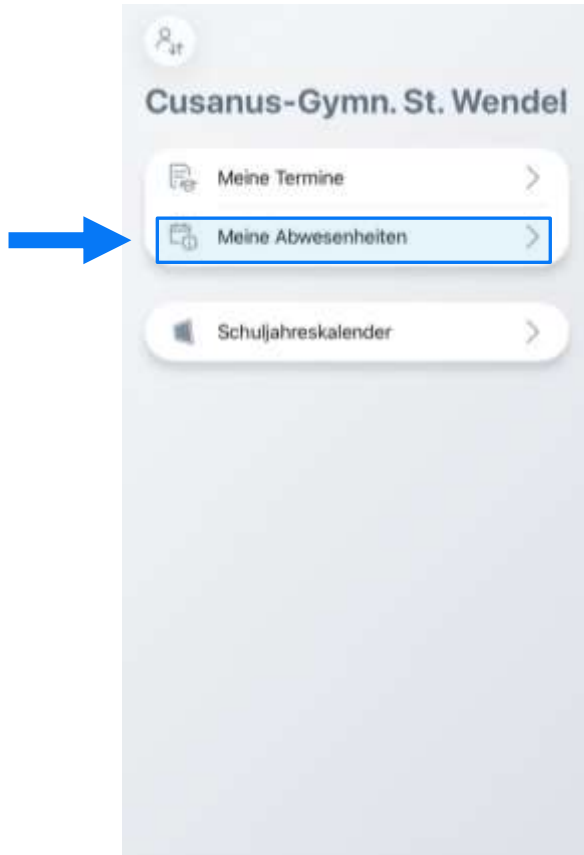 Cusanus-Gymn. St. Wendel
Meine Termine
Meine Abwesenheiten
Schuljahreskalender